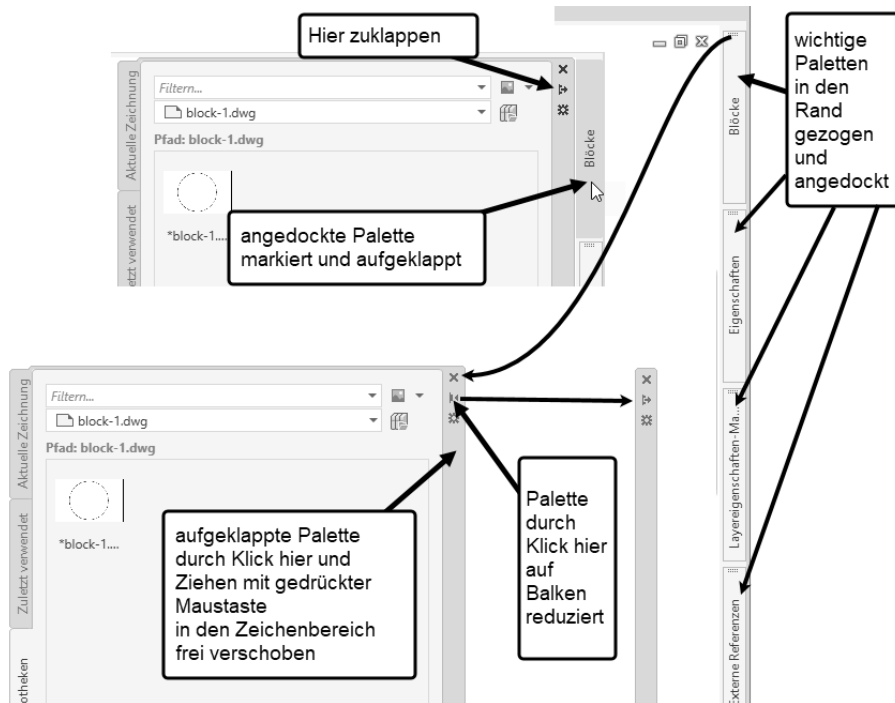 Hier zuklappen
wichtige
Paletten
in den
Rand
gezogen
und
angedockt
Aktuelle Zeichnung
etzt verwendet
Filtern...
block-1.dwg
Pfad: block-1.dwg
*block-1....
Blöcke
angedockte Palette
markiert und aufgeklappt
Blöcke
Eigenschaften
Layereigenschaften-Ma...
Externe Referenzen
Aktuelle Zeichnung
Zuletzt verwendet
otheken
Filtern...
block-1.dwg
Pfad: block-1.dwg
*block-1....
aufgeklappte Palette
durch Klick hier und
Ziehen mit gedrückter
Maustaste
in den Zeichenbereich
frei verschoben
Palette
durch
Klick hier
auf
Balken
reduziert